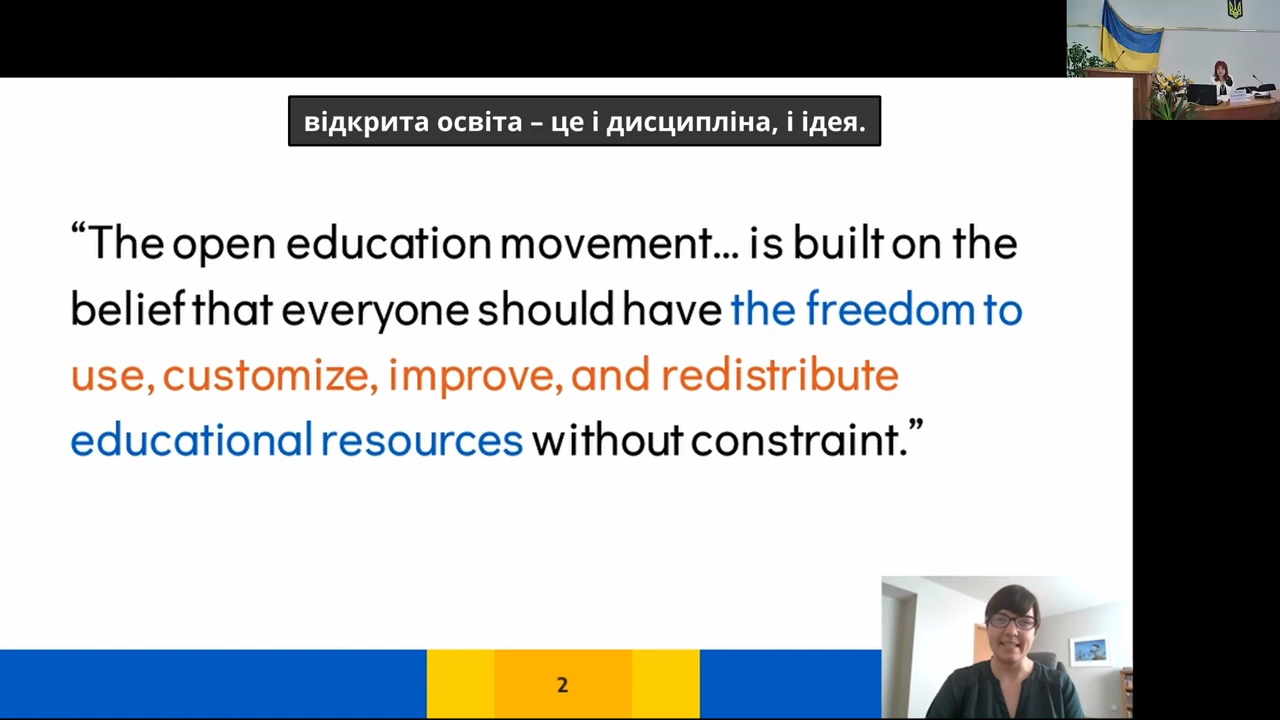 відкрита освіта – це і дисципліна, і ідея.
“The open education movement... is built on the
belief that everyone should have the freedom to
use, customize, improve, and redistribute
educational resources without constraint.”
2